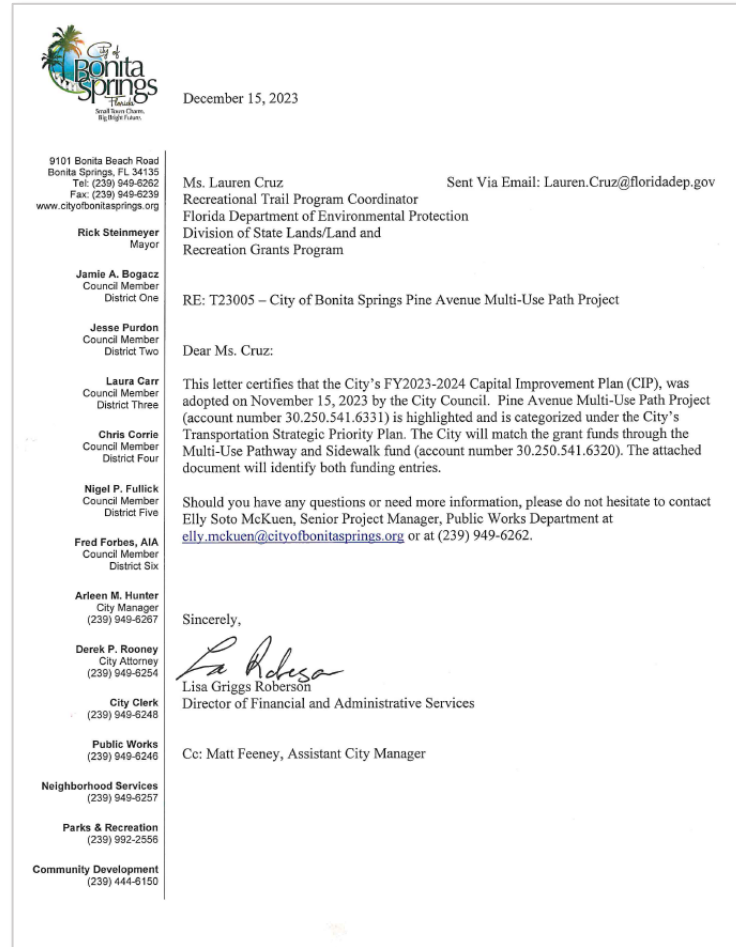 City of
Bonita
Springs
Florida
Small Town Charm.
Big Bright Future.
December 15, 2023
9101 Bonita Beach Road
Bonita Springs, FL 34135
Tel: (239) 949-6262
Fax: (239) 949-6239
www.cityofbonitasprings.org
Rick Steinmeyer
Mayor
Jamie A. Bogacz
Council Member
District One
Jesse Purdon
Council Member
District Two
Laura Carr
Council Member
District Three
Chris Corrie
Council Member
District Four
Nigel P. Fullick
Council Member
District Five
Fred Forbes, AIA
Council Member
District Six
Arleen M. Hunter
City Manager
(239) 949-6267
Derek P. Rooney
City Attorney
(239) 949-6254
City Clerk
(239) 949-6248
Public Works
(239) 949-6246
Neighborhood Services
(239) 949-6257
Parks & Recreation
(239) 992-2556
Community Development
(239) 444-6150
Ms. Lauren Cruz Sent Via Email: Lauren.Cruz@floridadep.gov
Recreational Trail Program Coordinator
Florida Department of Environmental Protection
Division of State Lands/Land and
Recreation Grants Program
RE: T23005 – City of Bonita Springs Pine Avenue Multi-Use Path Project
Dear Ms. Cruz:
This letter certifies that the City's FY2023-2024 Capital Improvement Plan (CIP), was
adopted on November 15, 2023 by the City Council. Pine Avenue Multi-Use Path Project
(account number 30.250.541.6331) is highlighted and is categorized under the City's
Transportation Strategic Priority Plan. The City will match the grant funds through the
Multi-Use Pathway and Sidewalk fund (account number 30.250.541.6320). The attached
document will identify both funding entries.
Should you have any questions or need more information, please do not hesitate to contact
Elly Soto McKuen, Senior Project Manager, Public Works Department at
elly.mckuen@cityofbonitasprings.org or at (239) 949-6262.
Sincerely,
Lisa Griggs Roberson
Director of Financial and Administrative Services
Cc: Matt Feeney, Assistant City Manager